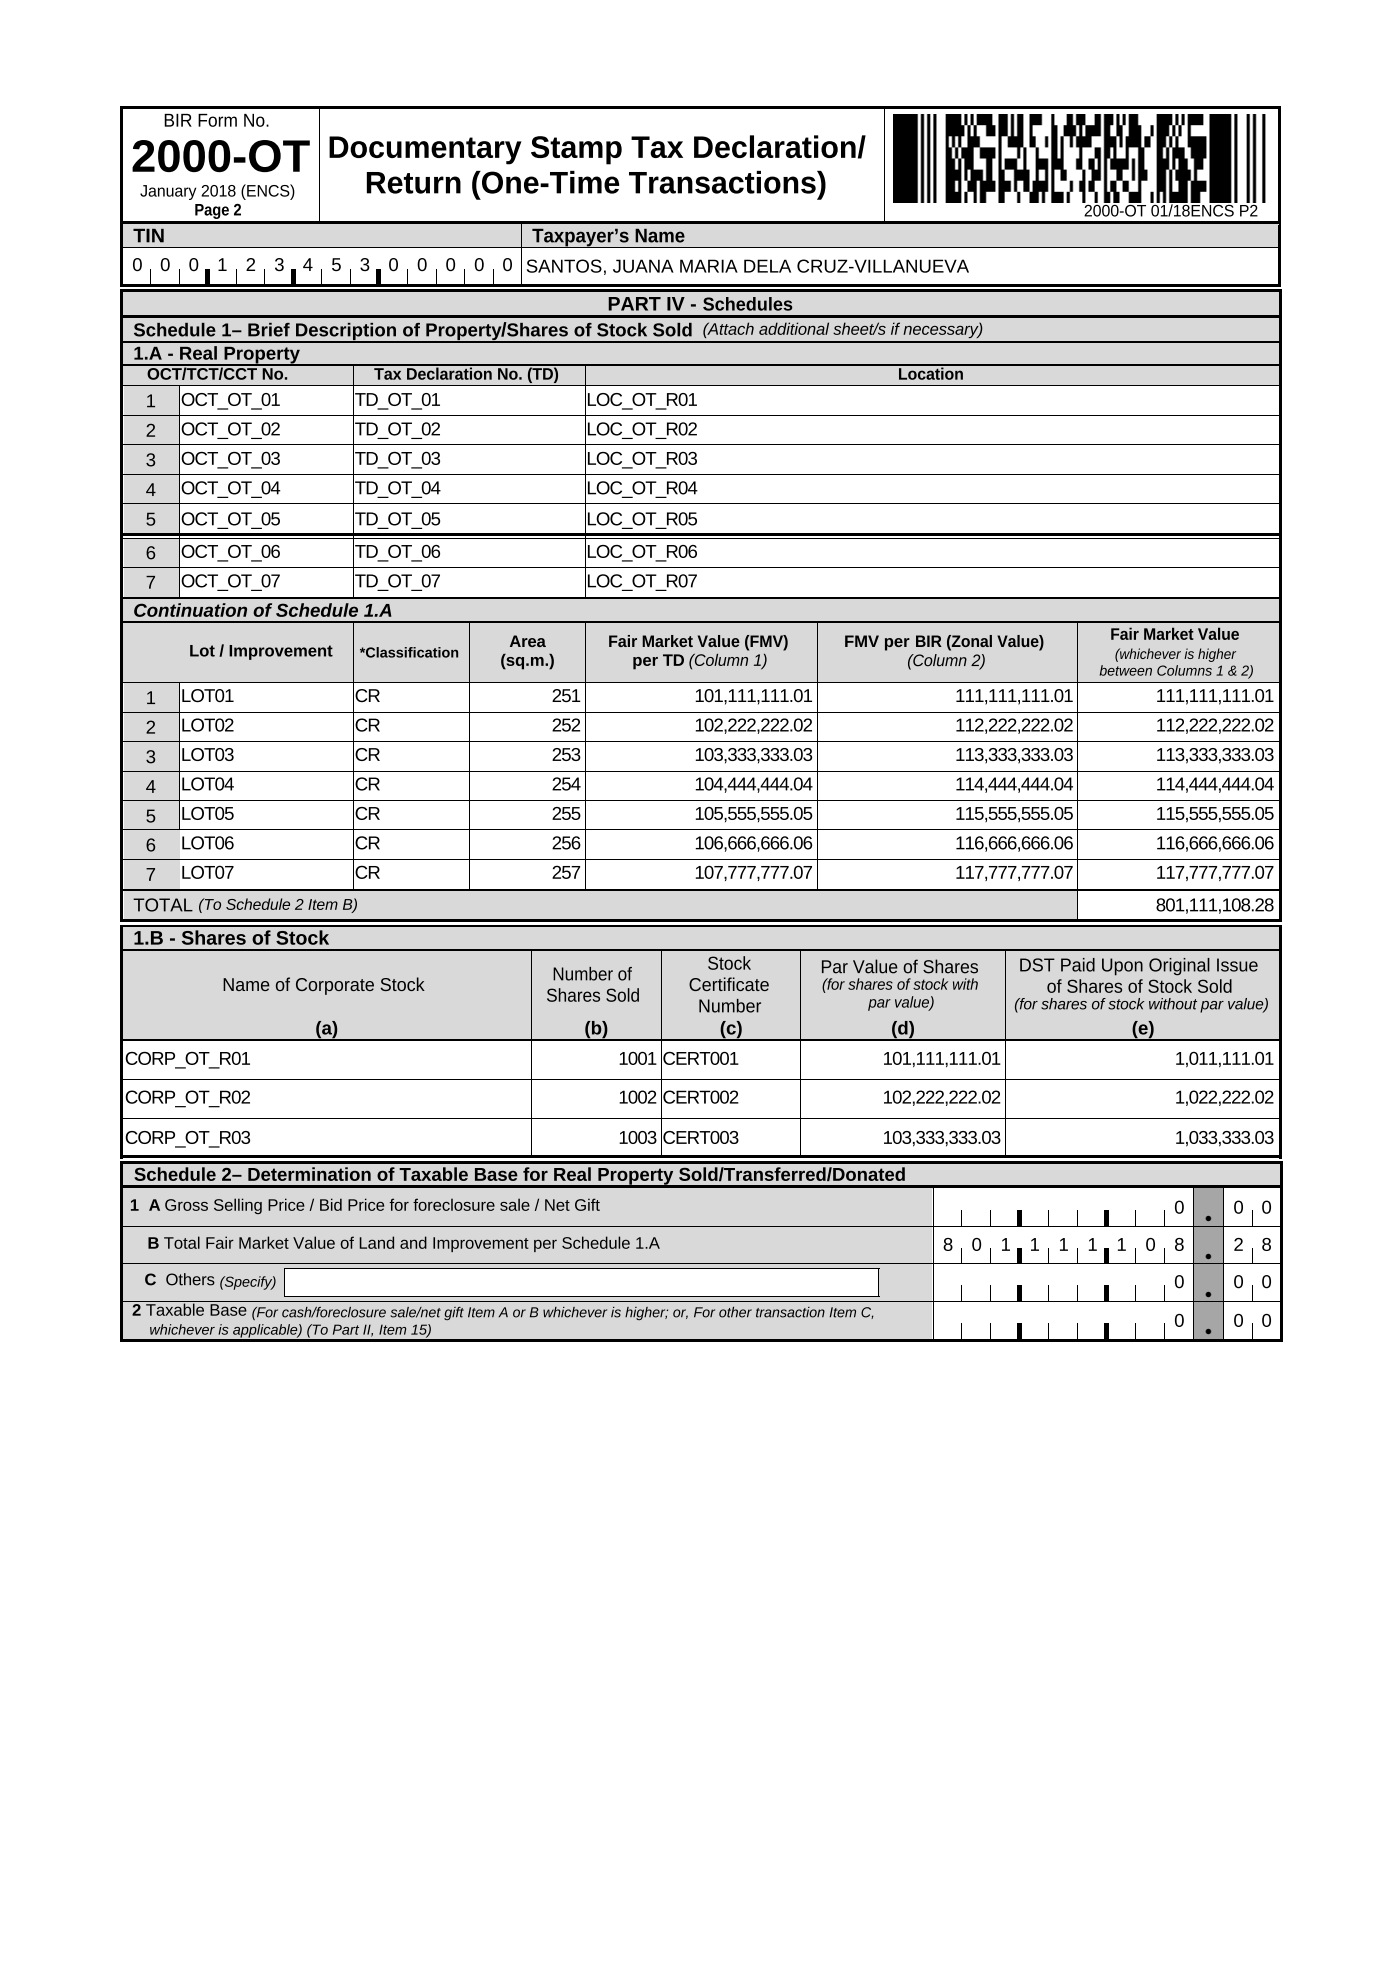 BIR Form No.
2000-OT
January 2018 (ENCS)
Page 2
Documentary Stamp Tax Declaration/
Return (One-Time Transactions)
2000-OT 01/18ENCS P2
TIN
Taxpayer’s Name
0 0 0 1 2 3 4 5 3 0 0 0 0 0
SANTOS, JUANA MARIA DELA CRUZ-VILLANUEVA
PART IV - Schedules
Schedule 1– Brief Description of Property/Shares of Stock Sold (Attach additional sheet/s if necessary)
1.A - Real Property
OCT/TCT/CCT No. Tax Declaration No. (TD) Location
1 OCT_OT_01 TD_OT_01 LOC_OT_R01
2 OCT_OT_02 TD_OT_02 LOC_OT_R02
3 OCT_OT_03 TD_OT_03 LOC_OT_R03
4 OCT_OT_04 TD_OT_04 LOC_OT_R04
5 OCT_OT_05 TD_OT_05 LOC_OT_R05
6 OCT_OT_06 TD_OT_06 LOC_OT_R06
7 OCT_OT_07 TD_OT_07 LOC_OT_R07
Continuation of Schedule 1.A
Lot / Improvement
*Classification
Area
(sq.m.)
Fair Market Value (FMV)
per TD (Column 1)
FMV per BIR (Zonal Value)
(Column 2)
Fair Market Value
(whichever is higher
between Columns 1 & 2)
1 LOT01 CR 251 101,111,111.01 111,111,111.01 111,111,111.01
2 LOT02 CR 252 102,222,222.02 112,222,222.02 112,222,222.02
3 LOT03 CR 253 103,333,333.03 113,333,333.03 113,333,333.03
4 LOT04 CR 254 104,444,444.04 114,444,444.04 114,444,444.04
5 LOT05 CR 255 105,555,555.05 115,555,555.05 115,555,555.05
6 LOT06 CR 256 106,666,666.06 116,666,666.06 116,666,666.06
7 LOT07 CR 257 107,777,777.07 117,777,777.07 117,777,777.07
TOTAL (To Schedule 2 Item B) 801,111,108.28
1.B - Shares of Stock
Name of Corporate Stock
(a)
Number of
Shares Sold
(b)
Stock
Certificate
Number
(c)
Par Value of Shares
(for shares of stock with
par value)
(d)
DST Paid Upon Original Issue
of Shares of Stock Sold
(for shares of stock without par value)
(e)
CORP_OT_R01 1001 CERT001 101,111,111.01 1,011,111.01
CORP_OT_R02 1002 CERT002 102,222,222.02 1,022,222.02
CORP_OT_R03 1003 CERT003 103,333,333.03 1,033,333.03
Schedule 2– Determination of Taxable Base for Real Property Sold/Transferred/Donated
1 A Gross Selling Price / Bid Price for foreclosure sale / Net Gift 0 . 0 0
B Total Fair Market Value of Land and Improvement per Schedule 1.A 8 0 1 1 1 1 1 0 8 . 2 8
C Others (Specify) 0 . 0 0
2 Taxable Base (For cash/foreclosure sale/net gift Item A or B whichever is higher; or, For other transaction Item C,
whichever is applicable) (To Part II, Item 15) 0 . 0 0